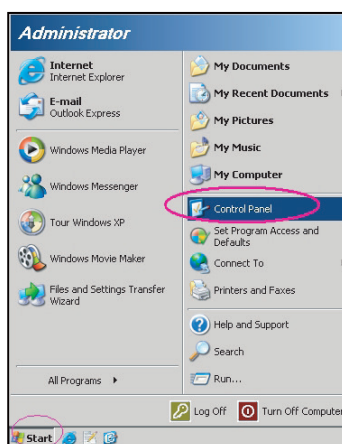 Administrator
Internet
Internet Explorer
E-mail
Outlook Express
Windows Media Player
Windows Messenger
Tour Windows XP
Windows Movie Maker
Files and Settings Transfer
Wizard
All Programs
My Documents
My Recent Documents
My Pictures
My Music
My Computer
Control Panel
Set Program Access and
Defaults
Connect To
Printers and Faxes
Help and Support
Search
Run...
Log Off
Turn Off Computer
Start